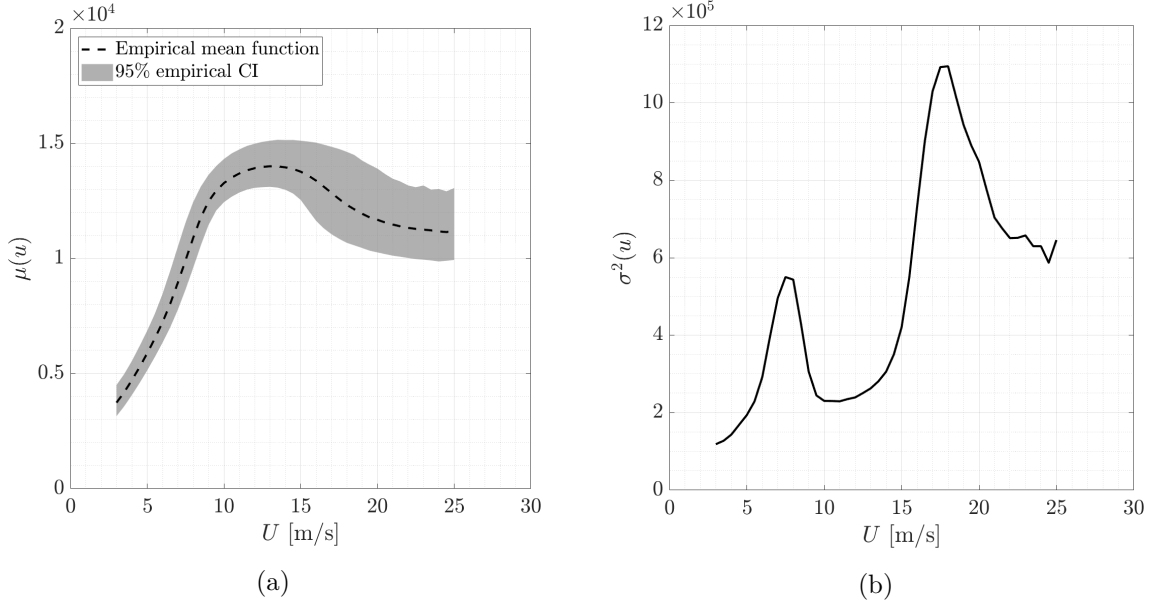 ×10⁴
2
1.5
1
0.5
0
μ(u)
Empirical mean function
95% empirical CI
0 5 10 15 20 25 30
U [m/s]
(a)
×10⁵
12
10
8
6
4
2
0
σ²(u)
0 5 10 15 20 25 30
U [m/s]
(b)